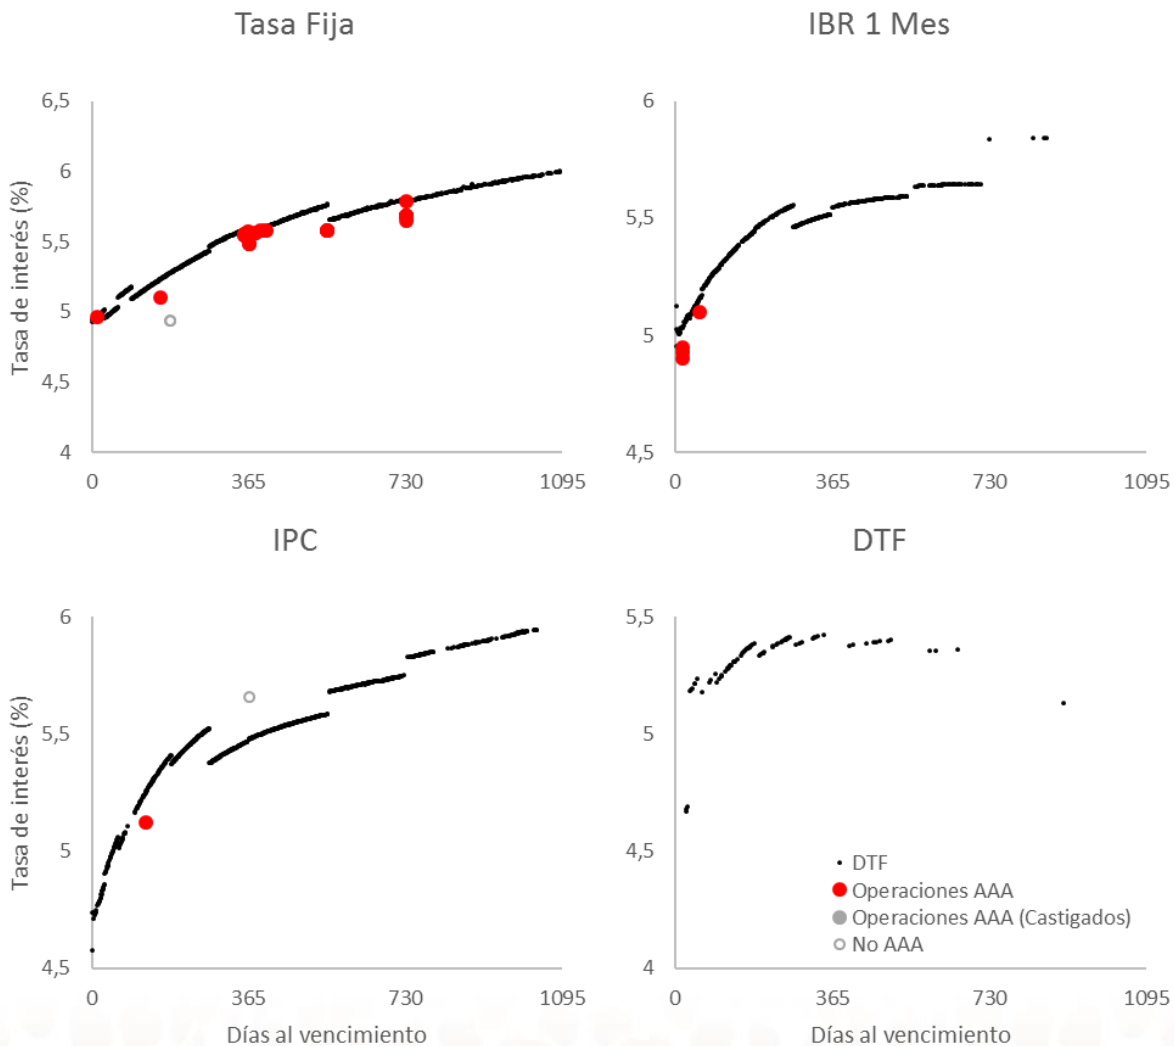 Tasa Fija
Tasa de interés (%)
6,5
6
5,5
5
4,5
4
0 365 730 1095
IBR 1 Mes
6
5,5
5
4,5
0 365 730 1095
IPC
Tasa de interés (%)
6
5,5
5
4,5
0 365 730 1095
Días al vencimiento
DTF
5,5
5
4,5
4
DTF
Operaciones AAA
Operaciones AAA (Castigados)
No AAA
0 365 730 1095
Días al vencimiento